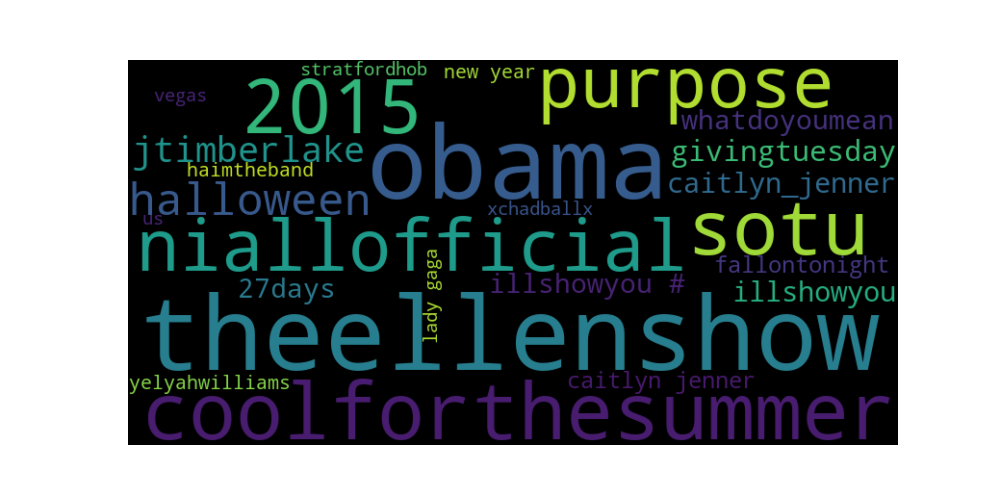 stratfordhob
new year
purpose
vegas
2015
whatdoyoumean
jtimberlake
obama
givingtuesday
haimtheband
caitlyn_jenner
halloween
xchadballx
us
niallofficial
sotu
lady gaga
fallontonight
27days
illshowyou #
illshowyou
theellenshow
yelyahwilliams
caitlyn jenner
coolforthesummer